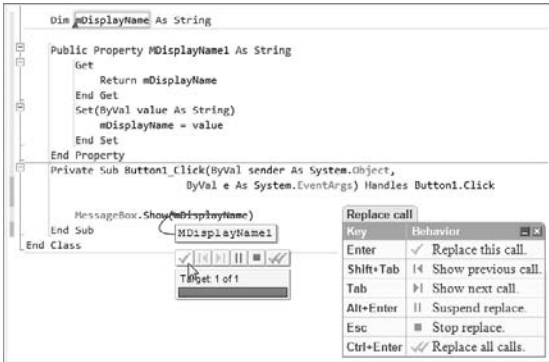 Dim mDisplayName As String
Public Property MDisplayName1 As String
Get
Return mDisplayName
End Get
Set(ByVal value As String)
mDisplayName = value
End Set
End Property
Private Sub Button1_Click(ByVal sender As System.Object,
ByVal e As System.EventArgs) Handles Button1.Click
MessageBox.Show(mDisplayName)
End Sub
MDisplayName1
End Class
Target: 1 of 1
Replace call
Key Behavior
Enter Replace this call.
Shift+Tab Show previous call.
Tab Show next call.
Alt+Enter Suspend replace.
Esc Stop replace.
Ctrl+Enter Replace all calls.